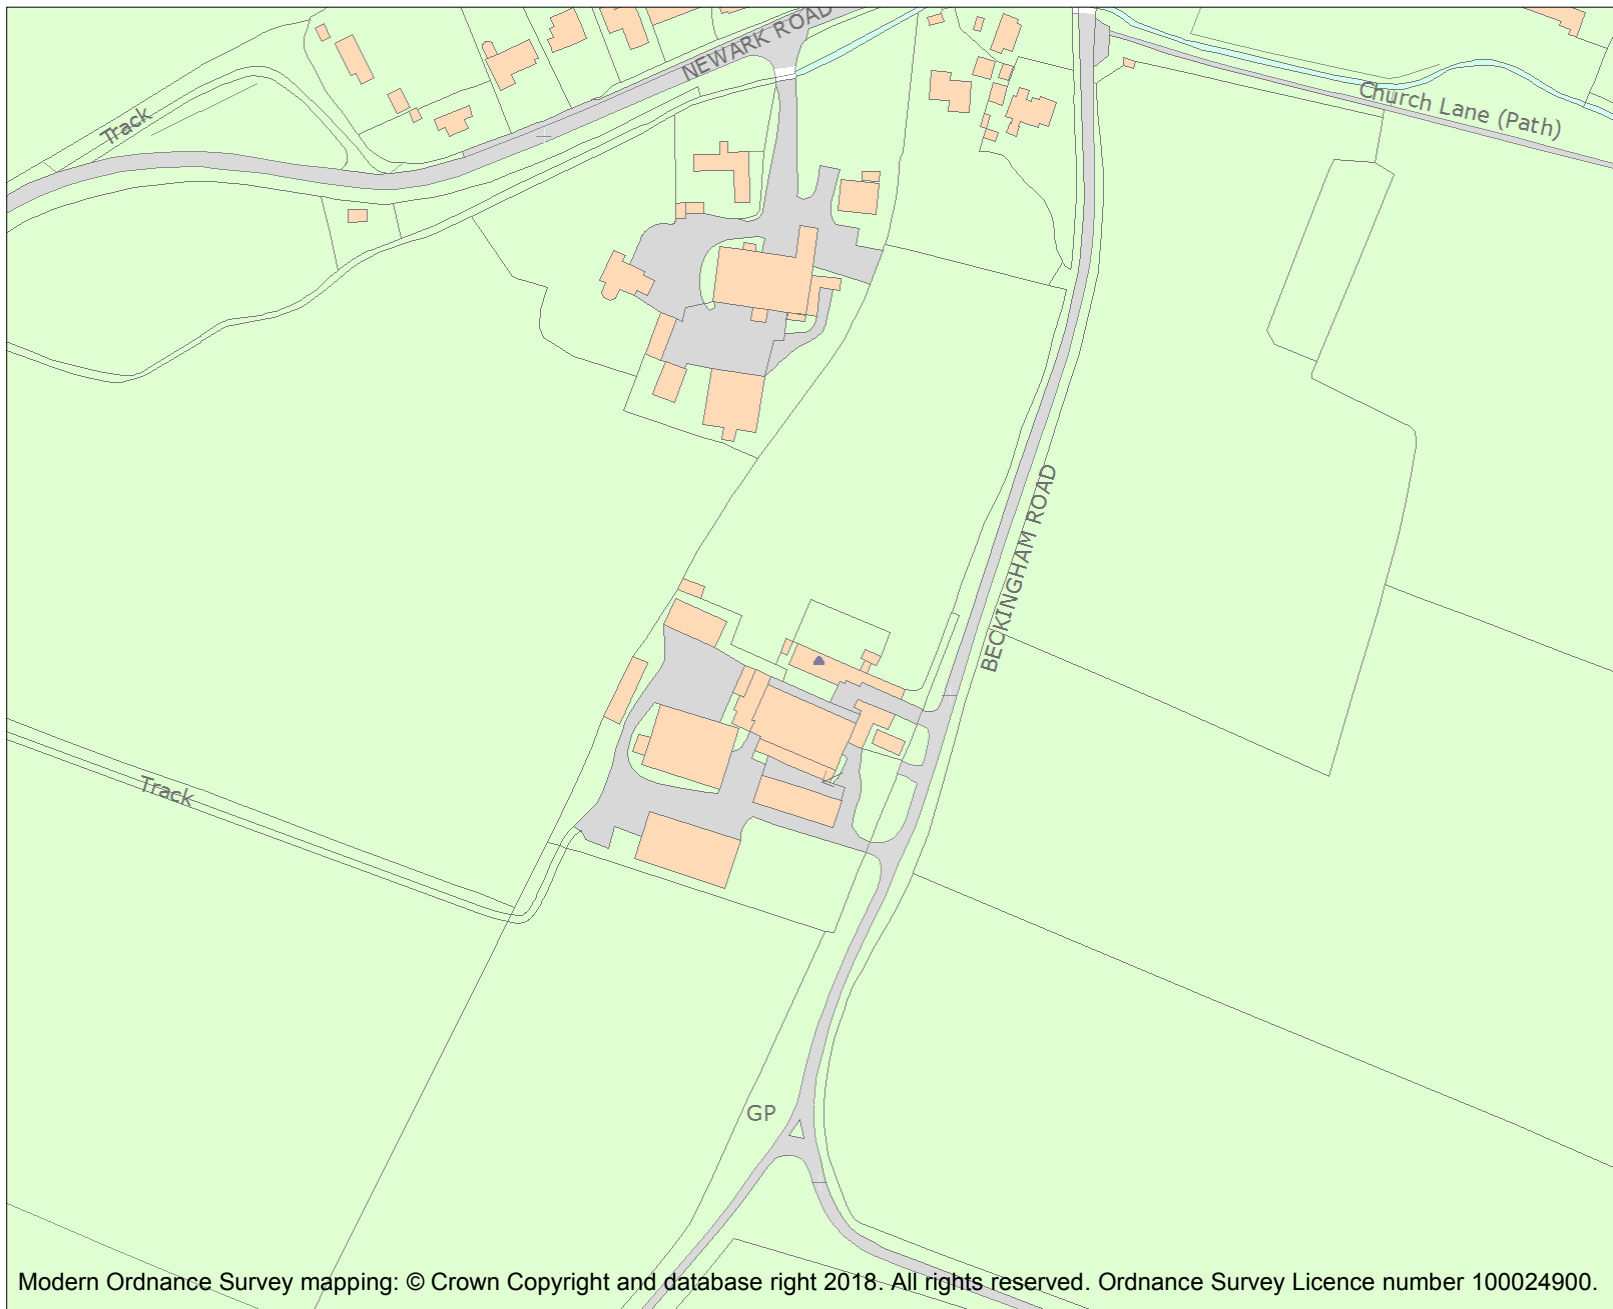 NEWARK ROAD
Track
Church Lane (Path)
BECKINGHAM ROAD
Track
GP
Modern Ordnance Survey mapping: © Crown Copyright and database right 2018. All rights reserved. Ordnance Survey Licence number 100024900.